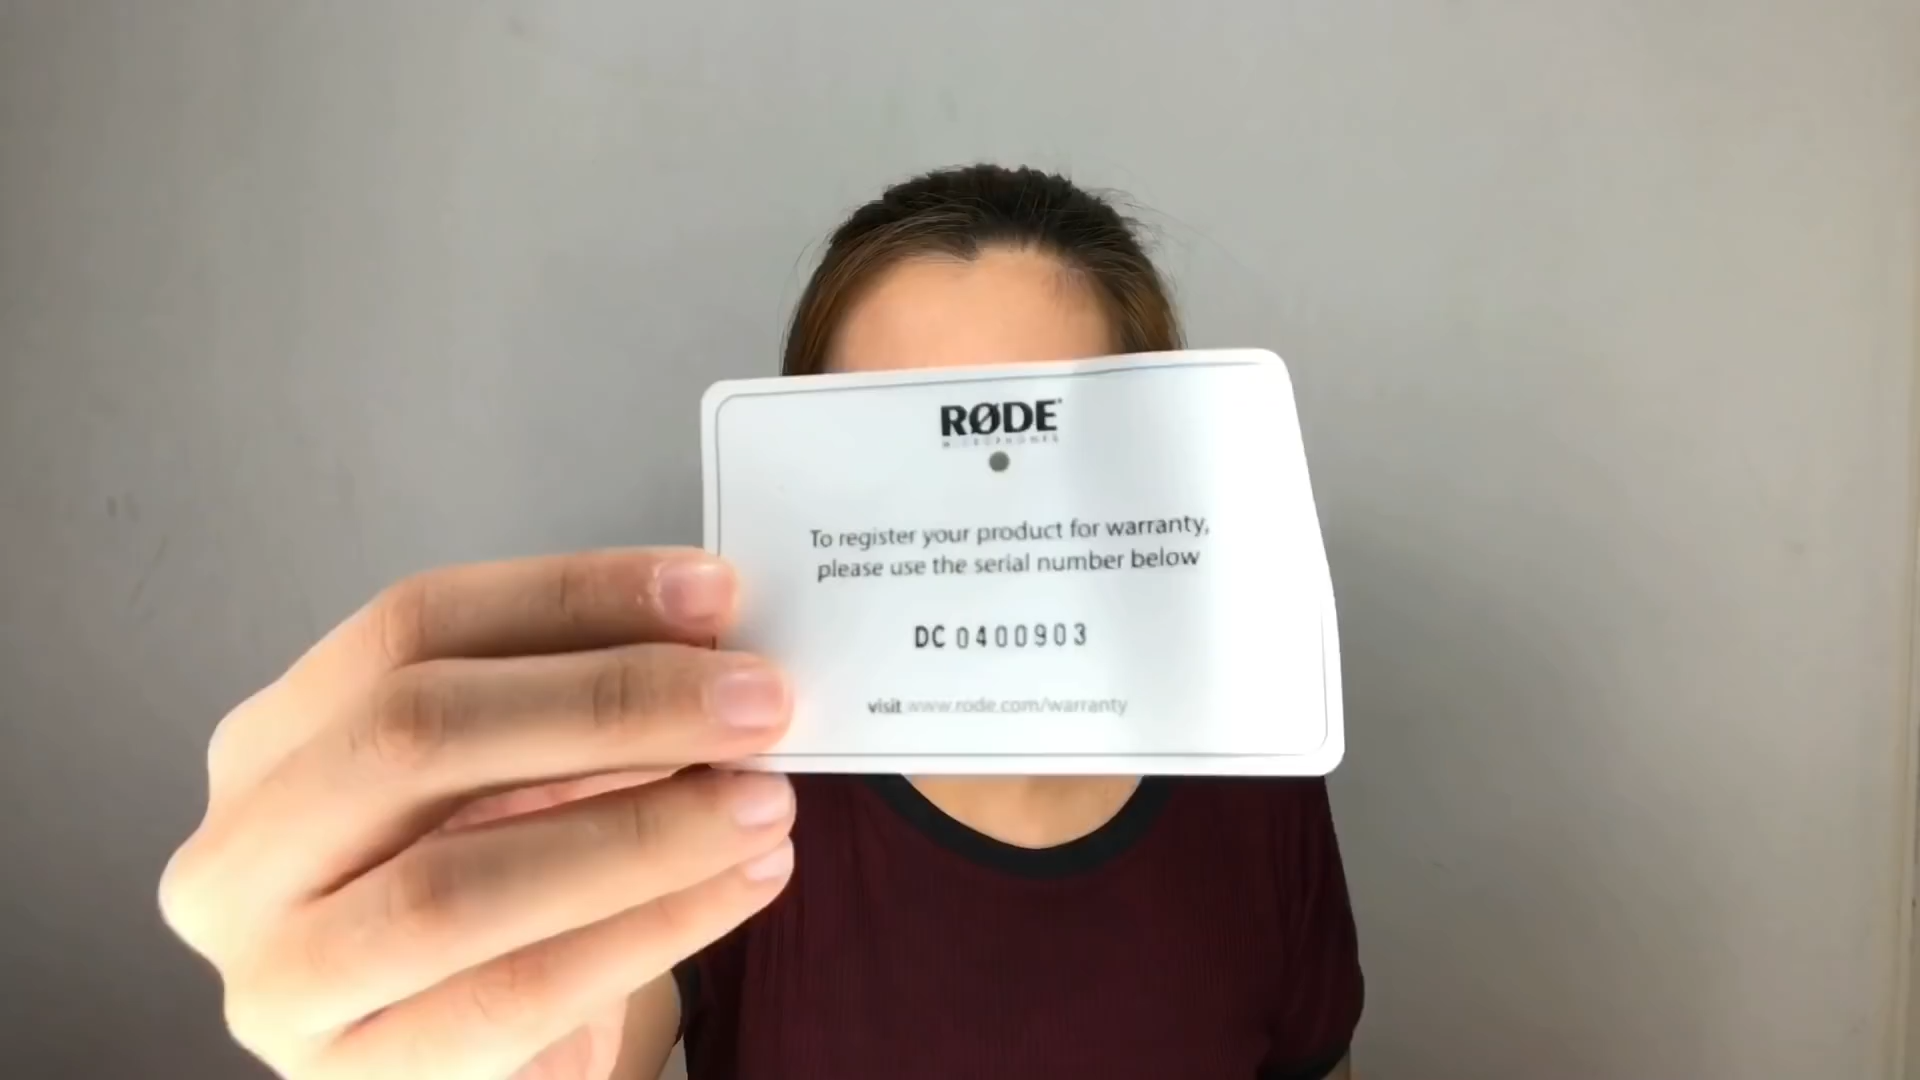 RØDE
MICROPHONES
To register your product for warranty,
please use the serial number below
DC 0400903
visit www.rode.com/warranty